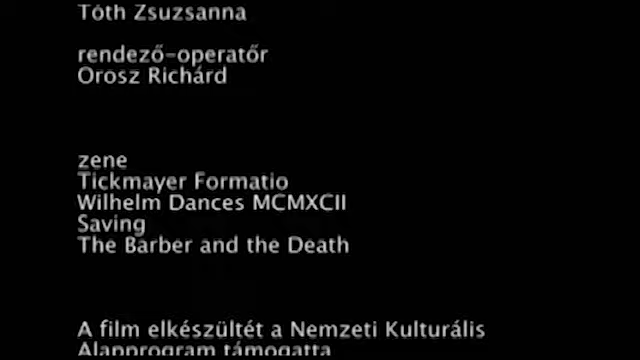 Tóth Zsuzsanna
rendező-operatőr
Orosz Richárd
zene
Tickmayer Formatio
Wilhelm Dances MCMXCII
Saving
The Barber and the Death
A film elkészültét a Nemzeti Kulturális
Alapprogram támogatta